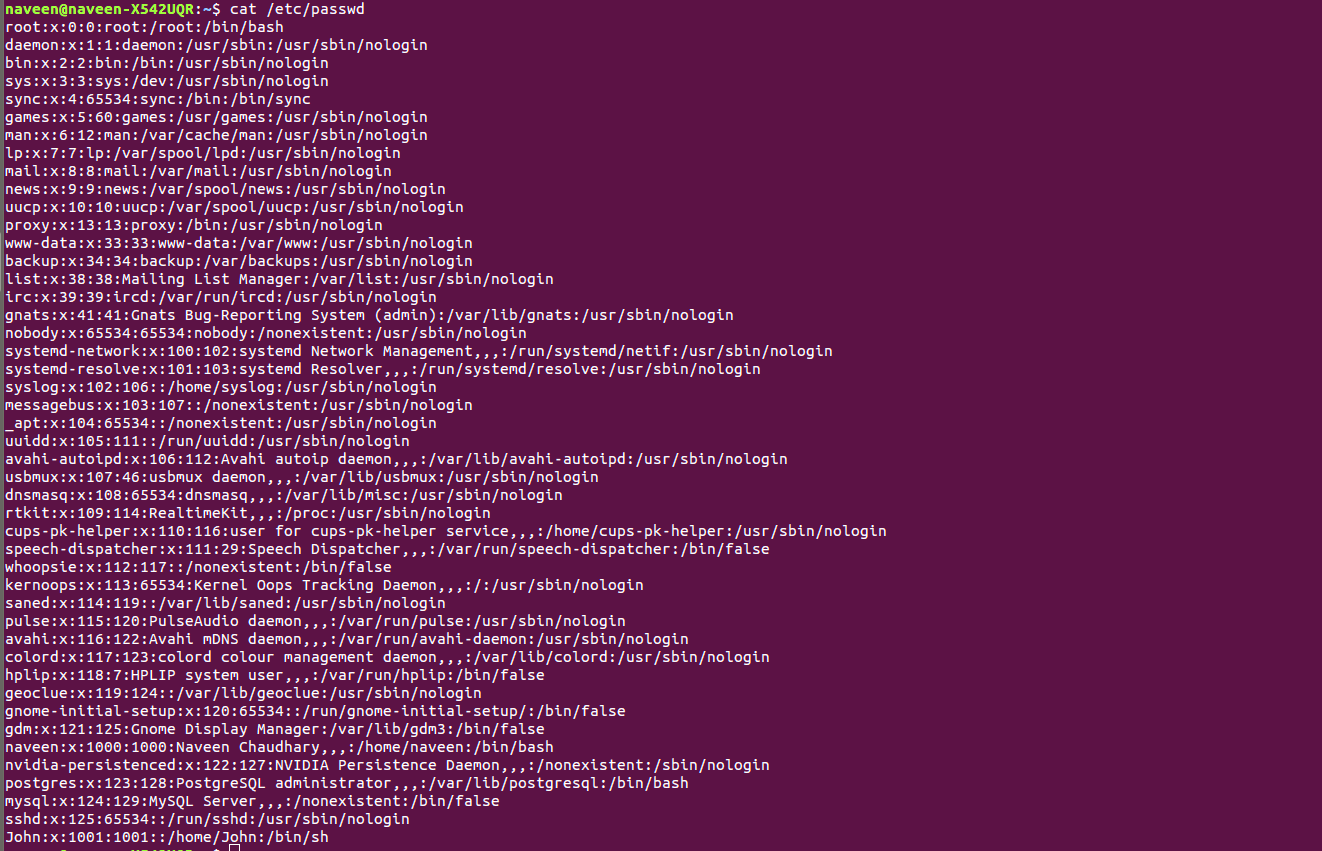 naveen@naveen-X542UQR:~$ cat /etc/passwd
root:x:0:0:root:/root:/bin/bash
daemon:x:1:1:daemon:/usr/sbin:/usr/sbin/nologin
bin:x:2:2:bin:/bin:/usr/sbin/nologin
sys:x:3:3:sys:/dev:/usr/sbin/nologin
sync:x:4:65534:sync:/bin:/bin/sync
games:x:5:60:games:/usr/games:/usr/sbin/nologin
man:x:6:12:man:/var/cache/man:/usr/sbin/nologin
lp:x:7:7:lp:/var/spool/lpd:/usr/sbin/nologin
mail:x:8:8:mail:/var/mail:/usr/sbin/nologin
news:x:9:9:news:/var/spool/news:/usr/sbin/nologin
uucp:x:10:10:uucp:/var/spool/uucp:/usr/sbin/nologin
proxy:x:13:13:proxy:/bin:/usr/sbin/nologin
www-data:x:33:33:www-data:/var/www:/usr/sbin/nologin
backup:x:34:34:backup:/var/backups:/usr/sbin/nologin
list:x:38:38:Mailing List Manager:/var/list:/usr/sbin/nologin
irc:x:39:39:ircd:/var/run/ircd:/usr/sbin/nologin
gnats:x:41:41:Gnats Bug-Reporting System (admin):/var/lib/gnats:/usr/sbin/nologin
nobody:x:65534:65534:nobody:/nonexistent:/usr/sbin/nologin
systemd-network:x:100:102:systemd Network Management,,,:/run/systemd/netif:/usr/sbin/nologin
systemd-resolve:x:101:103:systemd Resolver,,,:/run/systemd/resolve:/usr/sbin/nologin
syslog:x:102:106::/home/syslog:/usr/sbin/nologin
messagebus:x:103:107::/nonexistent:/usr/sbin/nologin
_apt:x:104:65534::/nonexistent:/usr/sbin/nologin
uuidd:x:105:111::/run/uuidd:/usr/sbin/nologin
avahi-autoipd:x:106:112:Avahi autoip daemon,,,:/var/lib/avahi-autoipd:/usr/sbin/nologin
usbmux:x:107:46:usbmux daemon,,,:/var/lib/usbmux:/usr/sbin/nologin
dnsmasq:x:108:65534:dnsmasq,,,:/var/lib/misc:/usr/sbin/nologin
rtkit:x:109:114:RealtimeKit,,,:/proc:/usr/sbin/nologin
cups-pk-helper:x:110:116:user for cups-pk-helper service,,,:/home/cups-pk-helper:/usr/sbin/nologin
speech-dispatcher:x:111:29:Speech Dispatcher,,,:/var/run/speech-dispatcher:/bin/false
whoopsie:x:112:117::/nonexistent:/bin/false
kernoops:x:113:65534:Kernel Oops Tracking Daemon,,,:/:/usr/sbin/nologin
saned:x:114:119::/var/lib/saned:/usr/sbin/nologin
pulse:x:115:120:PulseAudio daemon,,,:/var/run/pulse:/usr/sbin/nologin
avahi:x:116:122:Avahi mDNS daemon,,,:/var/run/avahi-daemon:/usr/sbin/nologin
colord:x:117:123:colord colour management daemon,,,:/var/lib/colord:/usr/sbin/nologin
hplip:x:118:7:HPLIP system user,,,:/var/run/hplip:/bin/false
geoclue:x:119:124::/var/lib/geoclue:/usr/sbin/nologin
gnome-initial-setup:x:120:65534::/run/gnome-initial-setup/:/bin/false
gdm:x:121:125:Gnome Display Manager:/var/lib/gdm3:/bin/false
naveen:x:1000:1000:Naveen Chaudhary,,,:/home/naveen:/bin/bash
nvidia-persistenced:x:122:127:NVIDIA Persistence Daemon,,,:/nonexistent:/sbin/nologin
postgres:x:123:128:PostgreSQL administrator,,,:/var/lib/postgresql:/bin/bash
mysql:x:124:129:MySQL Server,,,:/nonexistent:/bin/false
sshd:x:125:65534::/run/sshd:/usr/sbin/nologin
John:x:1001:1001::/home/John:/bin/sh